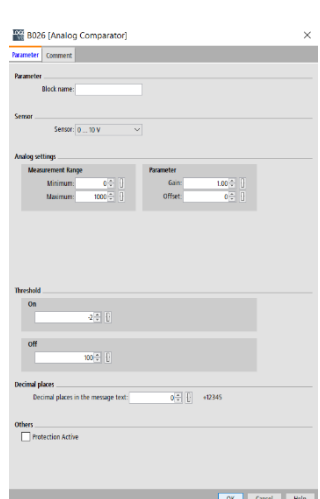 LOGO B026 [Analog Comparator]
Parameter Comment
Parameter
Block name:
Sensor
Sensor: 0 ... 10 V
Analog settings
Measurement Range Parameter
Minimum: 0 Gain: 1.00
Maximum: 1000 Offset: 0
Threshold
On
-2
Off
100
Decimal places
Decimal places in the message text: 0 +12345
Others
Protection Active
OK Cancel Help